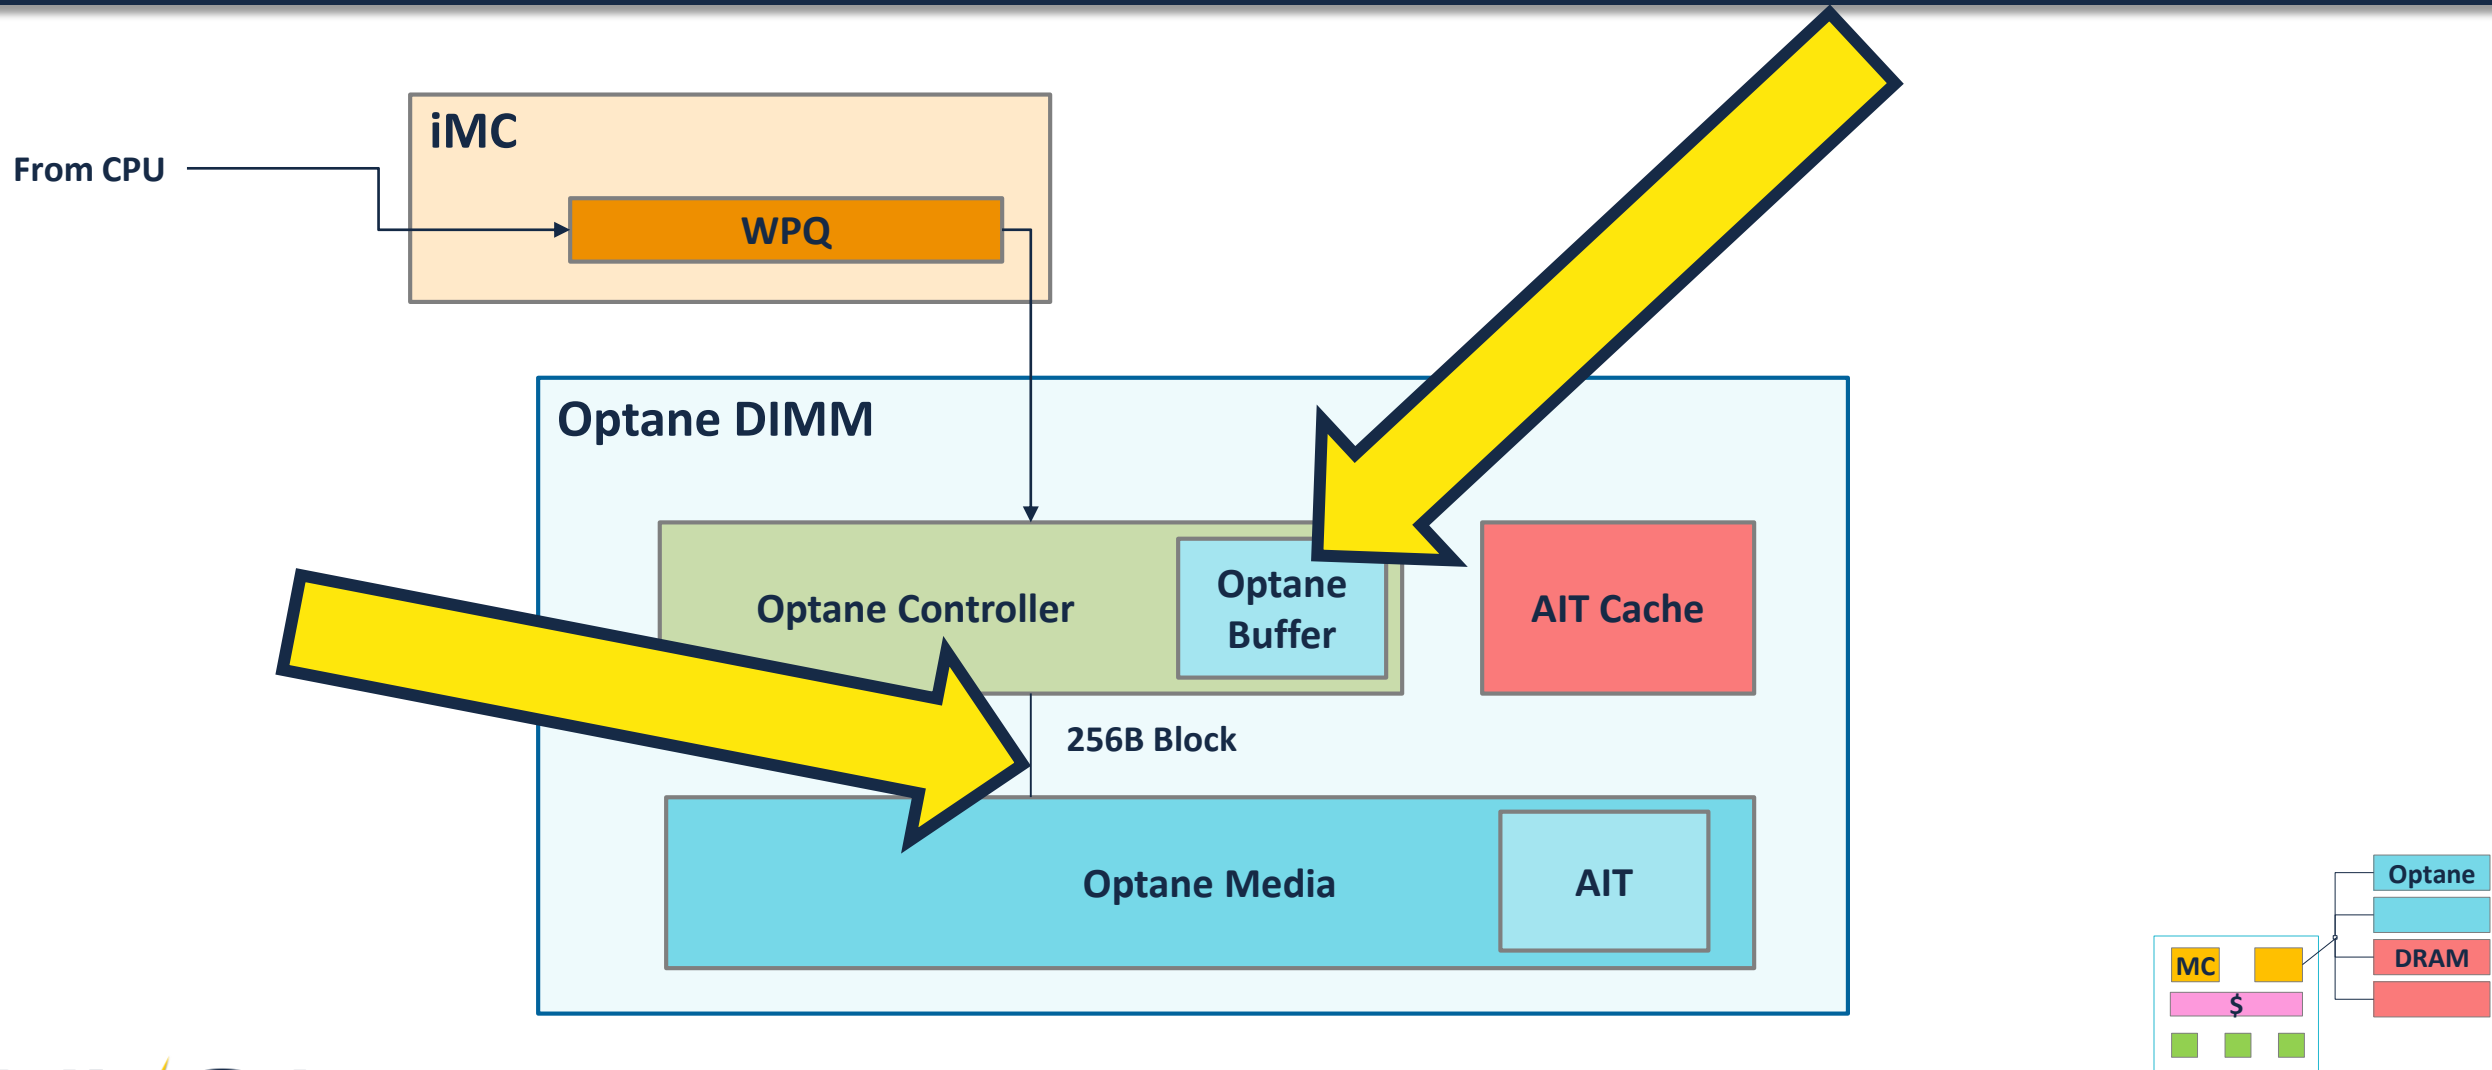 iMC
From CPU
WPQ
Optane DIMM
Optane Controller
Optane
Buffer
AIT Cache
256B Block
Optane Media
AIT
Optane
MC
DRAM
$